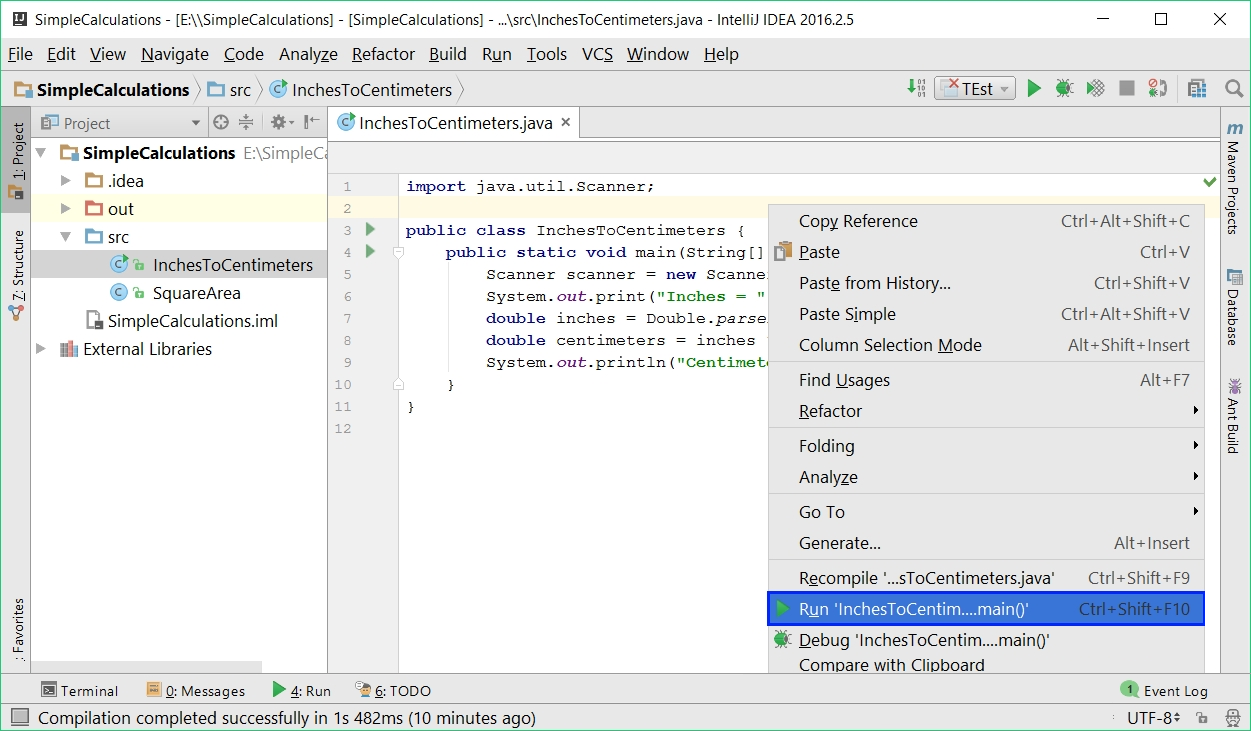 SimpleCalculations - [E:\\SimpleCalculations] - [SimpleCalculations] - ...\src\InchesToCentimeters.java - IntelliJ IDEA 2016.2.5
File Edit View Navigate Code Analyze Refactor Build Run Tools VCS Window Help
SimpleCalculations src InchesToCentimeters TEst
Project InchesToCentimeters.java
1: Project
Z: Structure
: Favorites
SimpleCalculations E:\SimpleCa
.idea
out
src
InchesToCentimeters
SquareArea
SimpleCalculations.iml
External Libraries
1 import java.util.Scanner;
2
3 public class InchesToCentimeters {
4 public static void main(String[]
5 Scanner scanner = new Scanne
6 System.out.print("Inches = "
7 double inches = Double.parse
8 double centimeters = inches
9 System.out.println("Centimet
10 }
11 }
12
Copy Reference Ctrl+Alt+Shift+C
Paste Ctrl+V
Paste from History... Ctrl+Shift+V
Paste Simple Ctrl+Alt+Shift+V
Column Selection Mode Alt+Shift+Insert
Find Usages Alt+F7
Refactor
Folding
Analyze
Go To
Generate... Alt+Insert
Recompile '...sToCentimeters.java' Ctrl+Shift+F9
Run 'InchesToCentim....main()' Ctrl+Shift+F10
Debug 'InchesToCentim....main()'
Compare with Clipboard
m Maven Projects
Database
Ant Build
Terminal 0: Messages 4: Run 6: TODO 1 Event Log
Compilation completed successfully in 1s 482ms (10 minutes ago) UTF-8